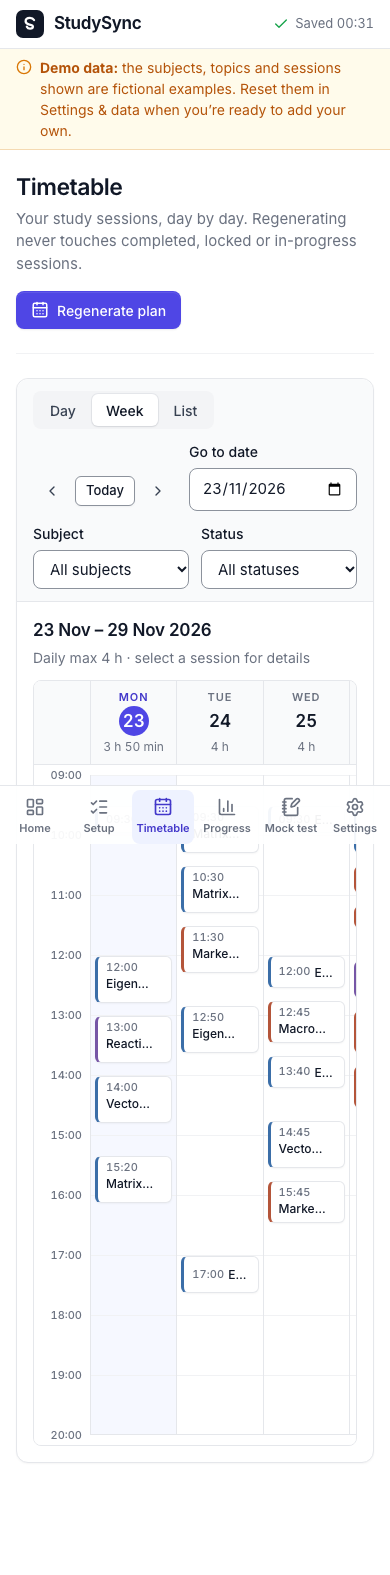 S StudySync
Saved 00:31
Demo data: the subjects, topics and sessions
shown are fictional examples. Reset them in
Settings & data when you're ready to add your
own.
Timetable
Your study sessions, day by day. Regenerating
never touches completed, locked or in-progress
sessions.
Regenerate plan
Day Week List
Go to date
Today
23/11/2026
Subject Status
All subjects All statuses
23 Nov – 29 Nov 2026
Daily max 4 h · select a session for details
MON TUE WED
23 24 25
3 h 50 min 4 h 4 h
09:00
Home Setup Timetable Progress Mock test Settings
10:30
Matrix...
11:00
11:30
Marke...
12:00
12:00
Eigen...
12:00 E...
12:50
Eigen...
12:45
Macro...
13:00
13:00
Reacti...
13:40 E...
14:00
14:00
Vecto...
14:45
Vecto...
15:00
15:20
Matrix...
15:45
Marke...
16:00
17:00
17:00 E...
18:00
19:00
20:00